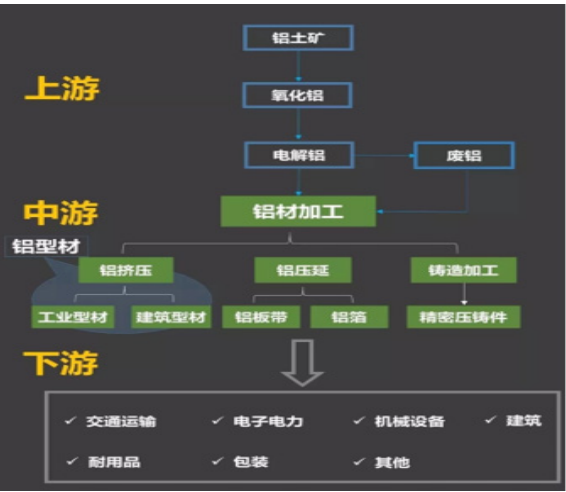 铝土矿
上游
氧化铝
电解铝
废铝
中游
铝材加工
铝型材
铝挤压
铝压延
铸造加工
工业型材
建筑型材
铝板带
铝箔
精密压铸件
下游
✓ 交通运输
✓ 电子电力
✓ 机械设备
✓ 建筑
✓ 耐用品
✓ 包装
✓ 其他